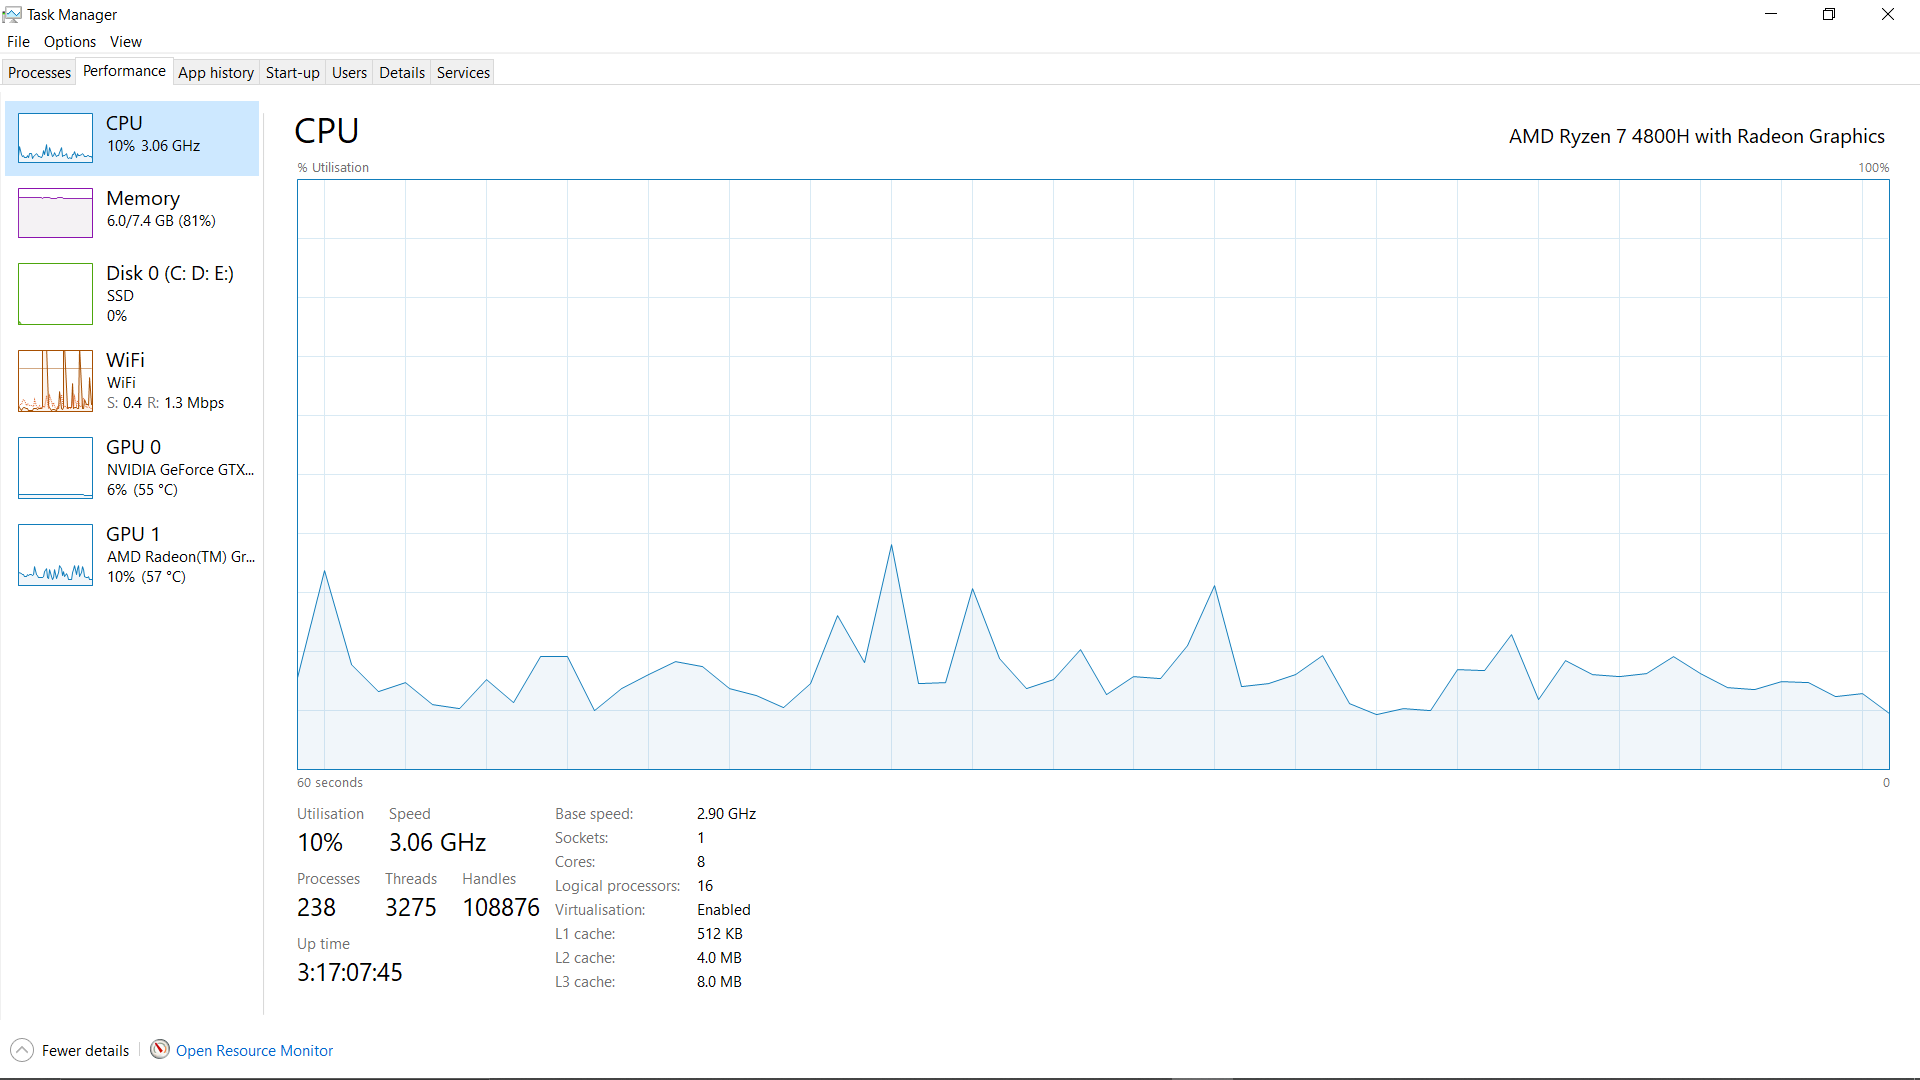 Task Manager
File Options View
Processes Performance App history Start-up Users Details Services
CPU
10% 3.06 GHz
Memory
6.0/7.4 GB (81%)
Disk 0 (C: D: E:)
SSD
0%
WiFi
WiFi
S: 0.4 R: 1.3 Mbps
GPU 0
NVIDIA GeForce GTX...
6% (55 °C)
GPU 1
AMD Radeon(TM) Gr...
10% (57 °C)
CPU AMD Ryzen 7 4800H with Radeon Graphics
% Utilisation 100%
60 seconds 0
Utilisation Speed
10% 3.06 GHz
Processes Threads Handles
238 3275 108876
Up time
3:17:07:45
Base speed: 2.90 GHz
Sockets: 1
Cores: 8
Logical processors: 16
Virtualisation: Enabled
L1 cache: 512 KB
L2 cache: 4.0 MB
L3 cache: 8.0 MB
Fewer details Open Resource Monitor